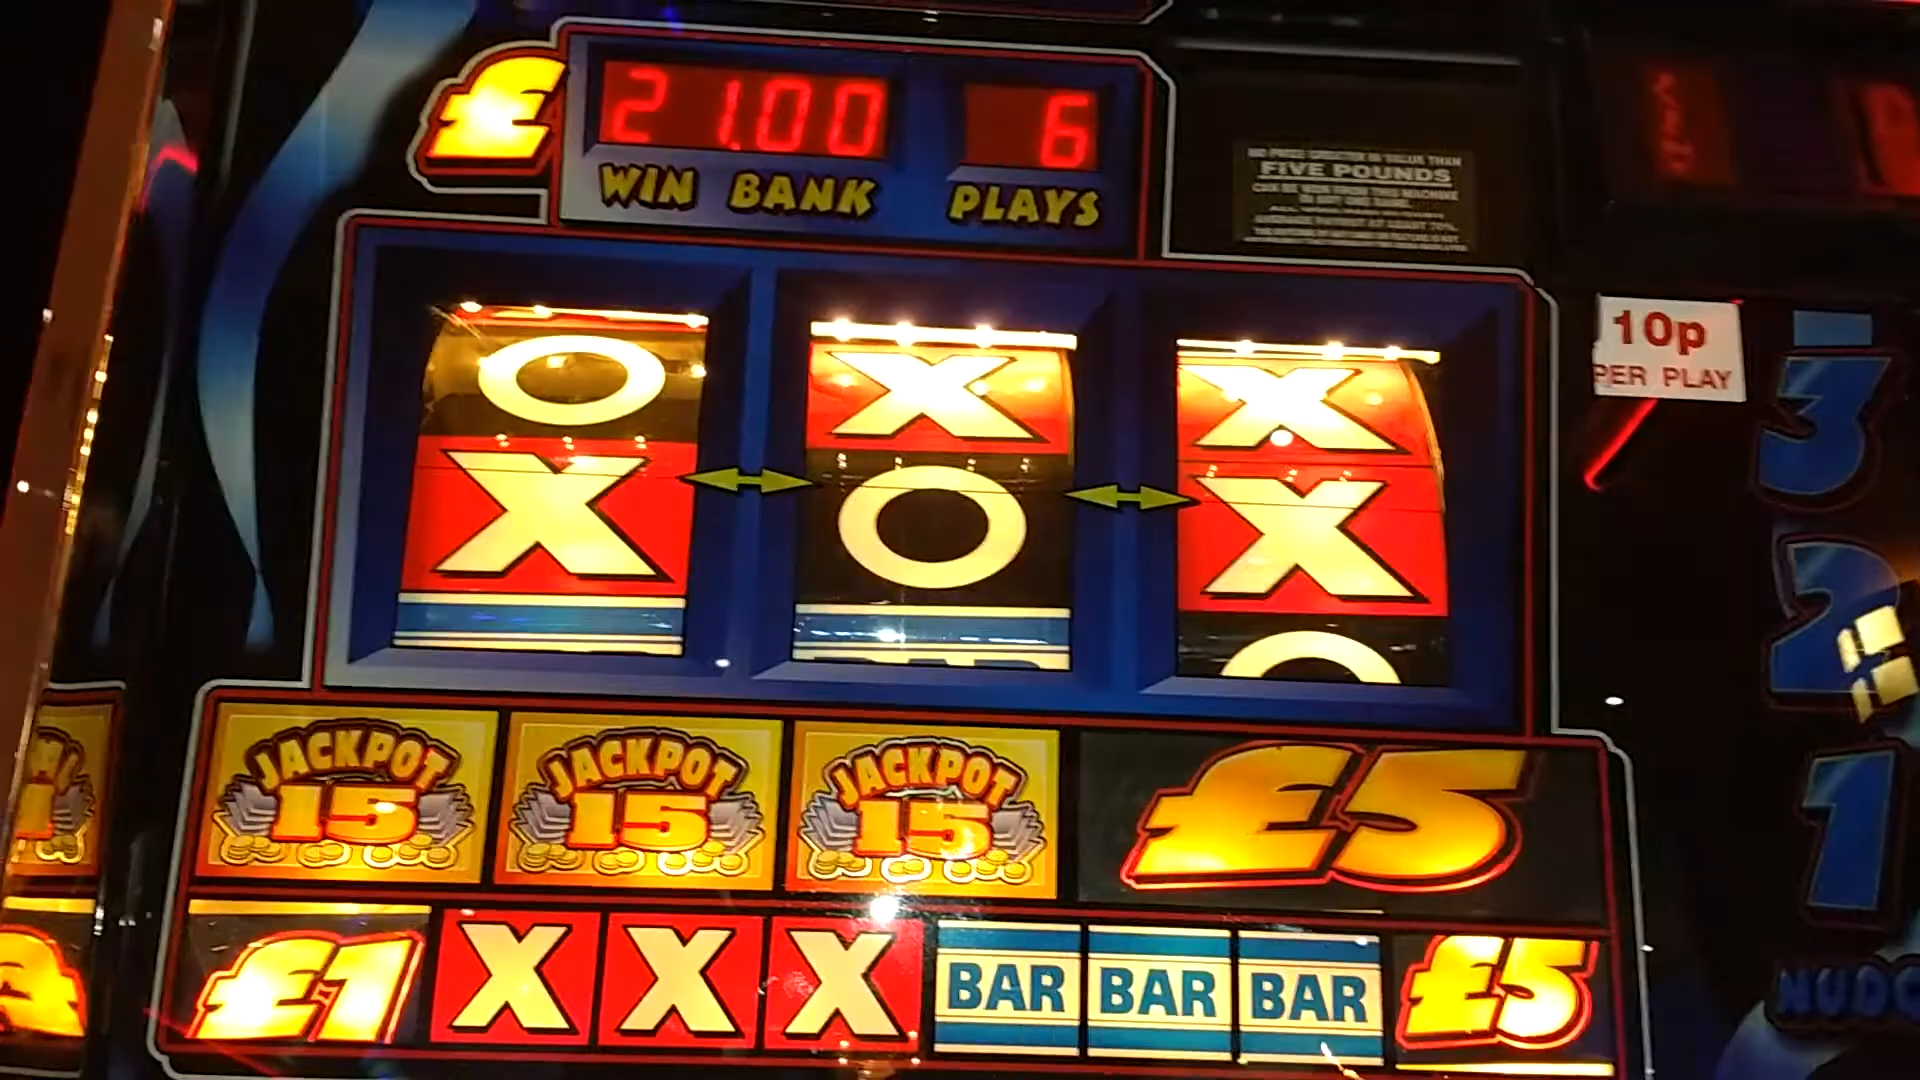 £ 21.00 6
WIN BANK PLAYS
FIVE POUNDS
10p
PER PLAY
O X X
X O X
O
3
2
1
JACKPOT JACKPOT JACKPOT £5
15 15 15
£1 X X X BAR BAR BAR £5